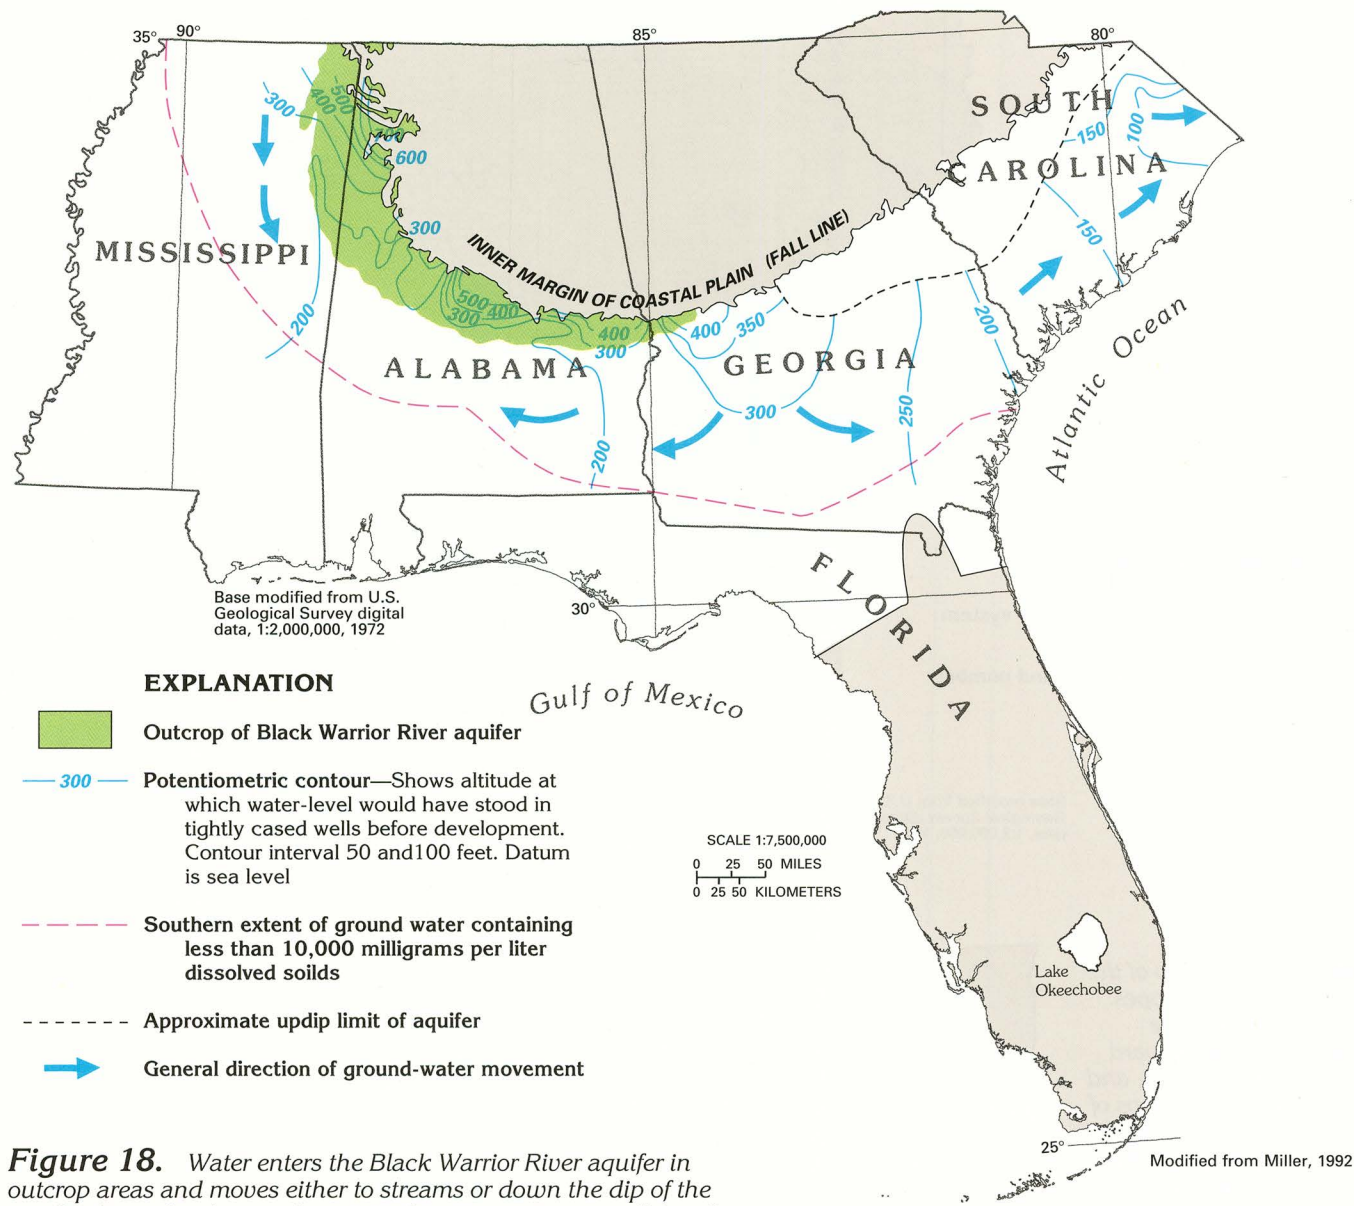 35° 90° 85° 80°
SOUTH
CAROLINA
150
100
150
300
400
500
700
600
300
MISSISSIPPI
INNER MARGIN OF COASTAL PLAIN (FALL LINE)
500
400
300
400
300
400
350
200
200
ALABAMA
GEORGIA
300
250
200
Atlantic Ocean
FLORIDA
30°
Base modified from U.S.
Geological Survey digital
data, 1:2,000,000, 1972
Gulf of Mexico
EXPLANATION
Outcrop of Black Warrior River aquifer
300 Potentiometric contour—Shows altitude at
which water-level would have stood in
tightly cased wells before development.
Contour interval 50 and100 feet. Datum
is sea level
Southern extent of ground water containing
less than 10,000 milligrams per liter
dissolved soilds
Approximate updip limit of aquifer
General direction of ground-water movement
SCALE 1:7,500,000
0 25 50 MILES
0 25 50 KILOMETERS
Lake
Okeechobee
25°
Modified from Miller, 1992
Figure 18. Water enters the Black Warrior River aquifer in
outcrop areas and moves either to streams or down the dip of the